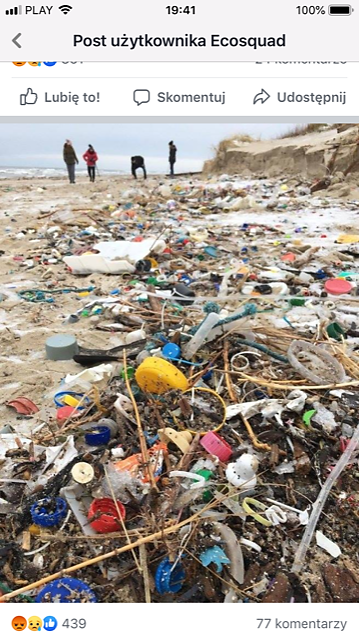 PLAY
19:41
100%
Post użytkownika Ecosquad
Lubię to!
Skomentuj
Udostępnij
439
77 komentarzy